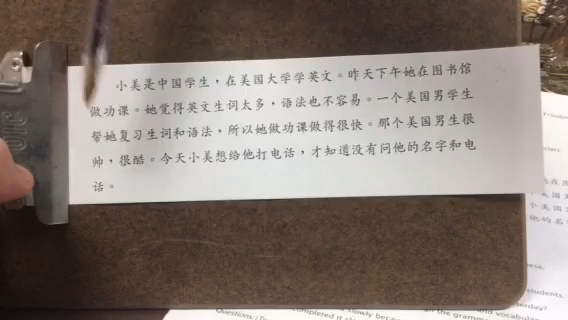 小美是中国学生，在美国大学学英文。昨天下午她在图书馆
做功课。她觉得英文生词太多，语法也不容易。一个美国男学生
帮她复习生词和语法，所以她做功课做得很快。那个美国男生很
帅，很酷。今天小美想给他打电话，才知道没有问他的名字和电
话。
students.
and vocabulary
Questions